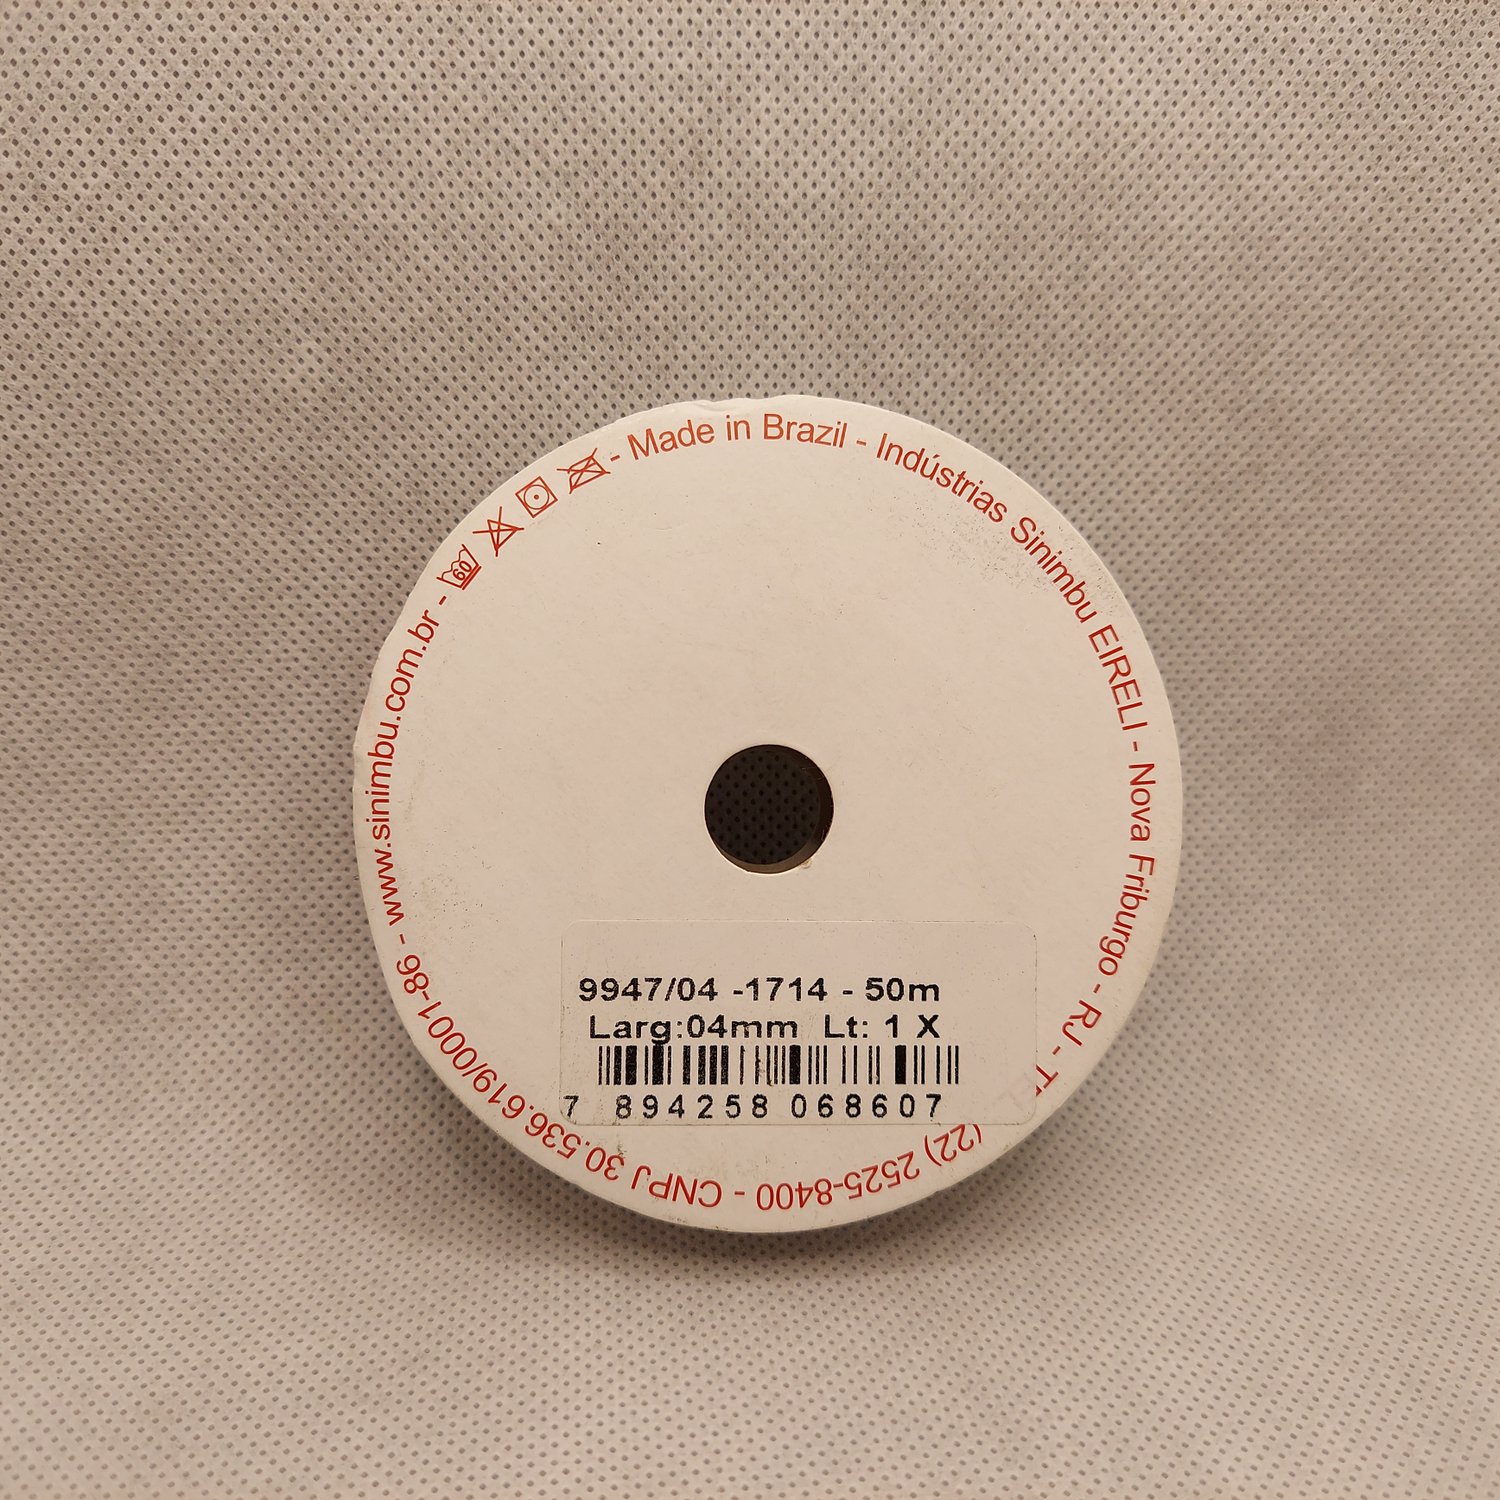 - Made in Brazil - Indústrias Sinimbu EIRELI - Nova Friburgo - RJ - (22) 2525-8400 - CNPJ 30.536.619/0001-86 - www.sinimbu.com.br - 60
9947/04 -1714 - 50m
Larg:04mm Lt: 1 X
7 894258 068607